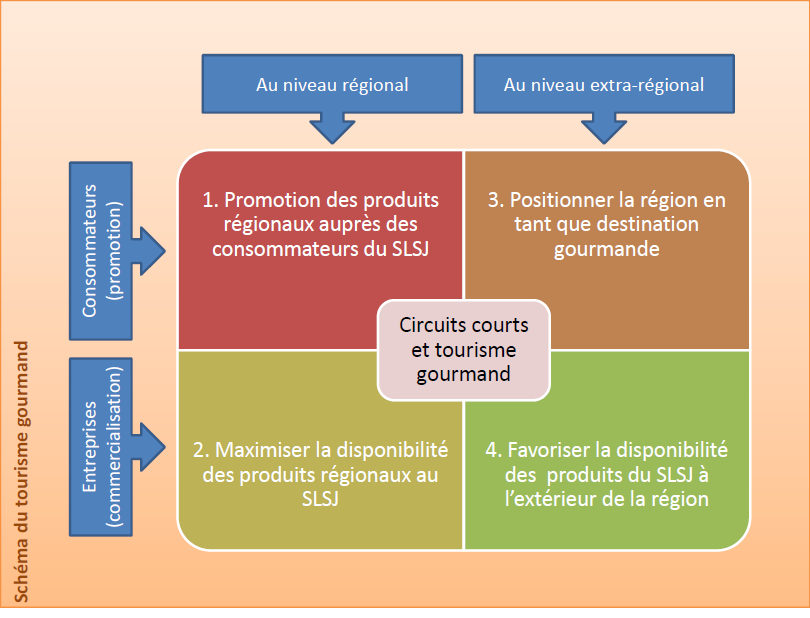 Au niveau régional
Au niveau extra-régional
Consommateurs
(promotion)
1. Promotion des produits
régionaux auprès des
consommateurs du SLSJ
3. Positionner la région en
tant que destination
gourmande
Circuits courts
et tourisme
gourmand
Entreprises
(commercialisation)
2. Maximiser la disponibilité
des produits régionaux au
SLSJ
4. Favoriser la disponibilité
des produits du SLSJ à
l’extérieur de la région
Schéma du tourisme gourmand